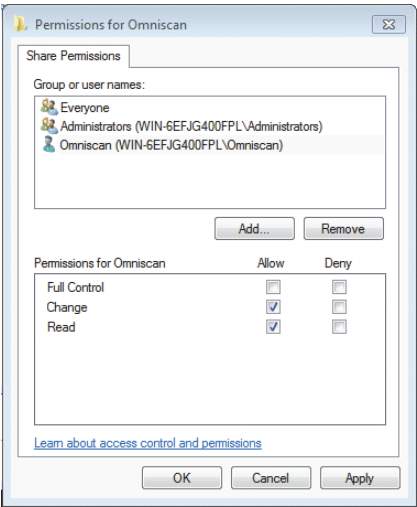 Permissions for Omniscan
Share Permissions
Group or user names:
Everyone
Administrators (WIN-6EFJG400FPL\Administrators)
Omniscan (WIN-6EFJG400FPL\Omniscan)
Add... Remove
Permissions for Omniscan Allow Deny
Full Control
Change
Read
Learn about access control and permissions
OK Cancel Apply